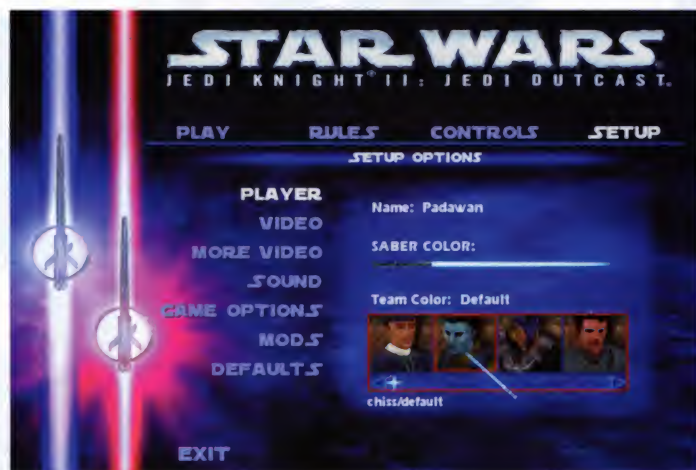 STAR WARS
JEDI KNIGHT® II: JEDI OUTCAST.
PLAY RULES CONTROLS SETUP
SETUP OPTIONS
PLAYER
VIDEO
MORE VIDEO
SOUND
GAME OPTIONS
MODS
DEFAULTS
Name: Padawan
SABER COLOR:
Team Color: Default
chiss/default
EXIT